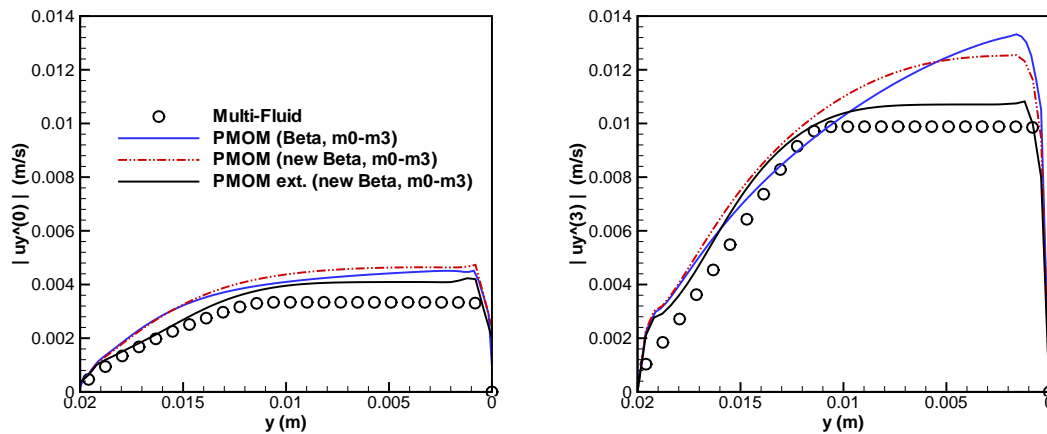 0.014
0.012
0.01
0.008
0.006
0.004
0.002
0
| uy^(0) | (m/s)
Multi-Fluid
PMOM (Beta, m0-m3)
PMOM (new Beta, m0-m3)
PMOM ext. (new Beta, m0-m3)
0.02 0.015 0.01 0.005 0
y (m)
0.014
0.012
0.01
0.008
0.006
0.004
0.002
0
| uy^(3) | (m/s)
0.02 0.015 0.01 0.005 0
y (m)